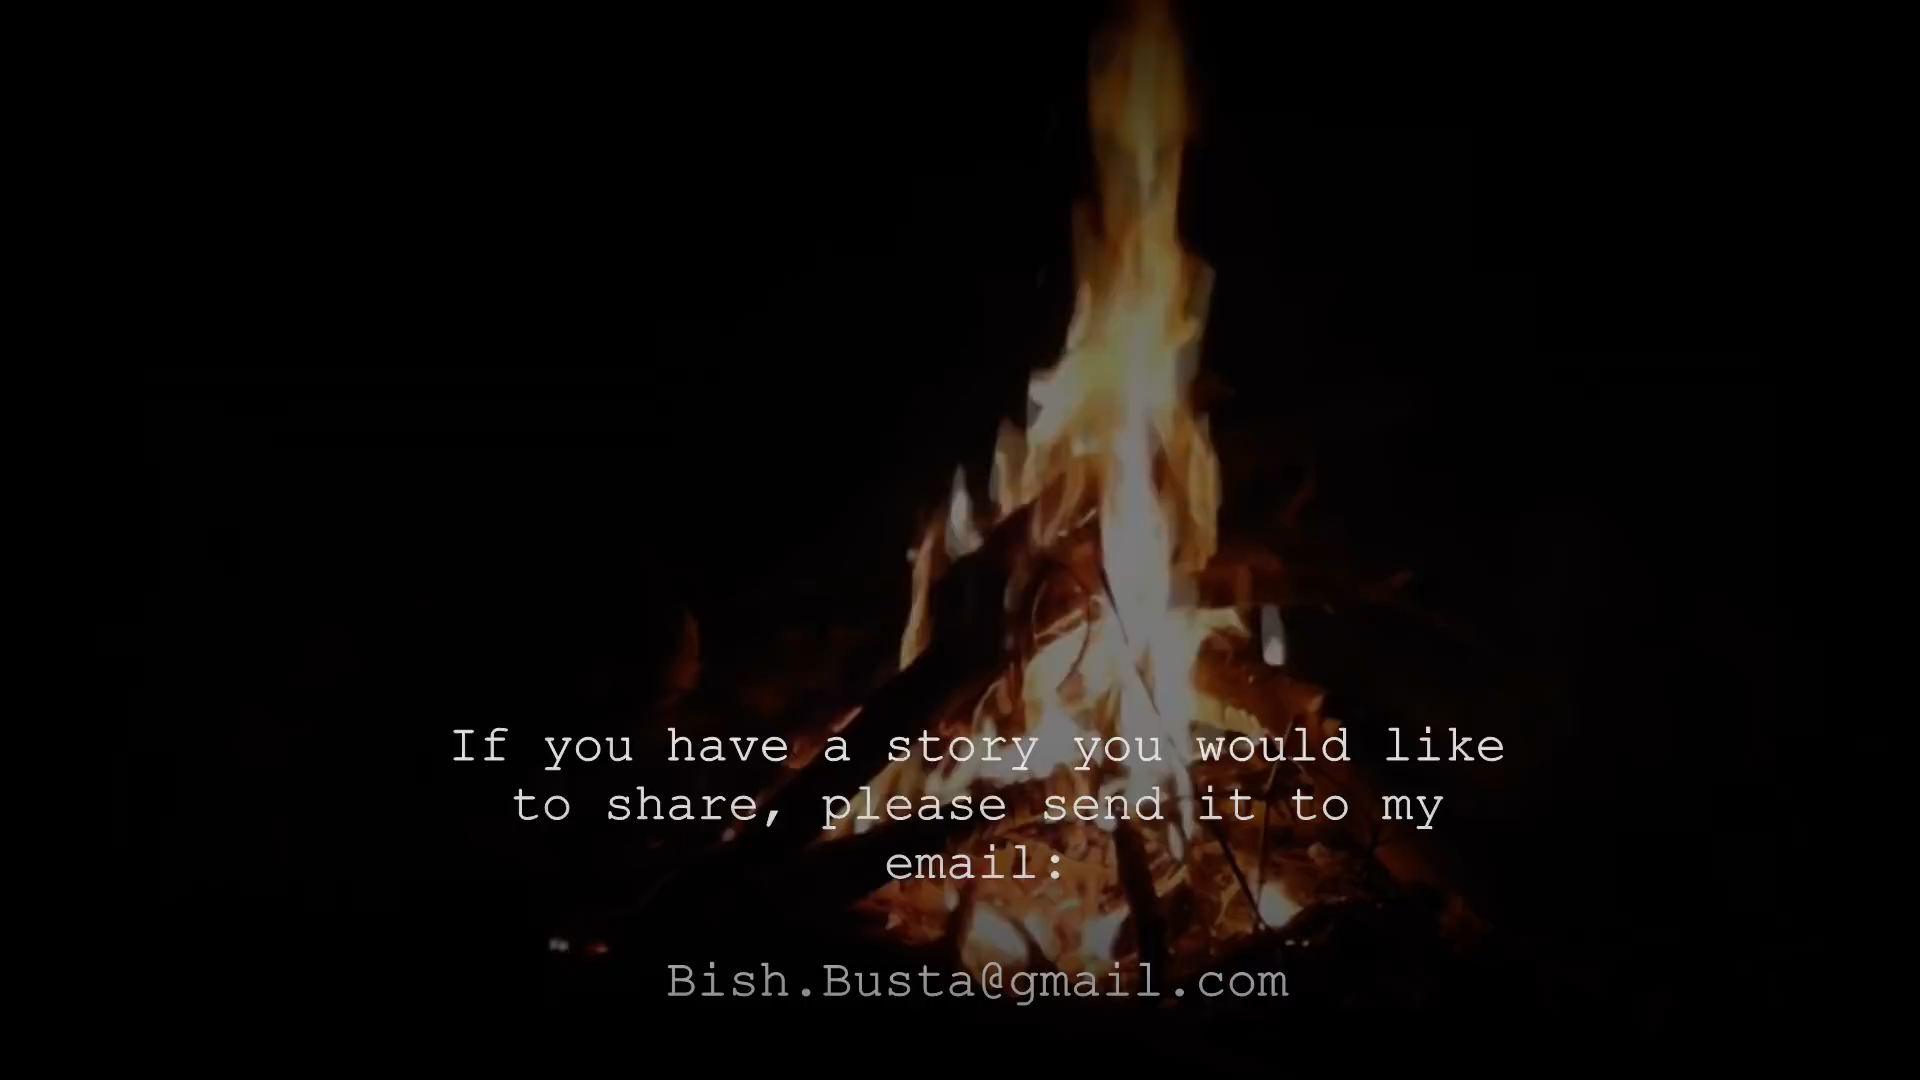 If you have a story you would like
to share, please send it to my
email:
Bish.Busta@gmail.com